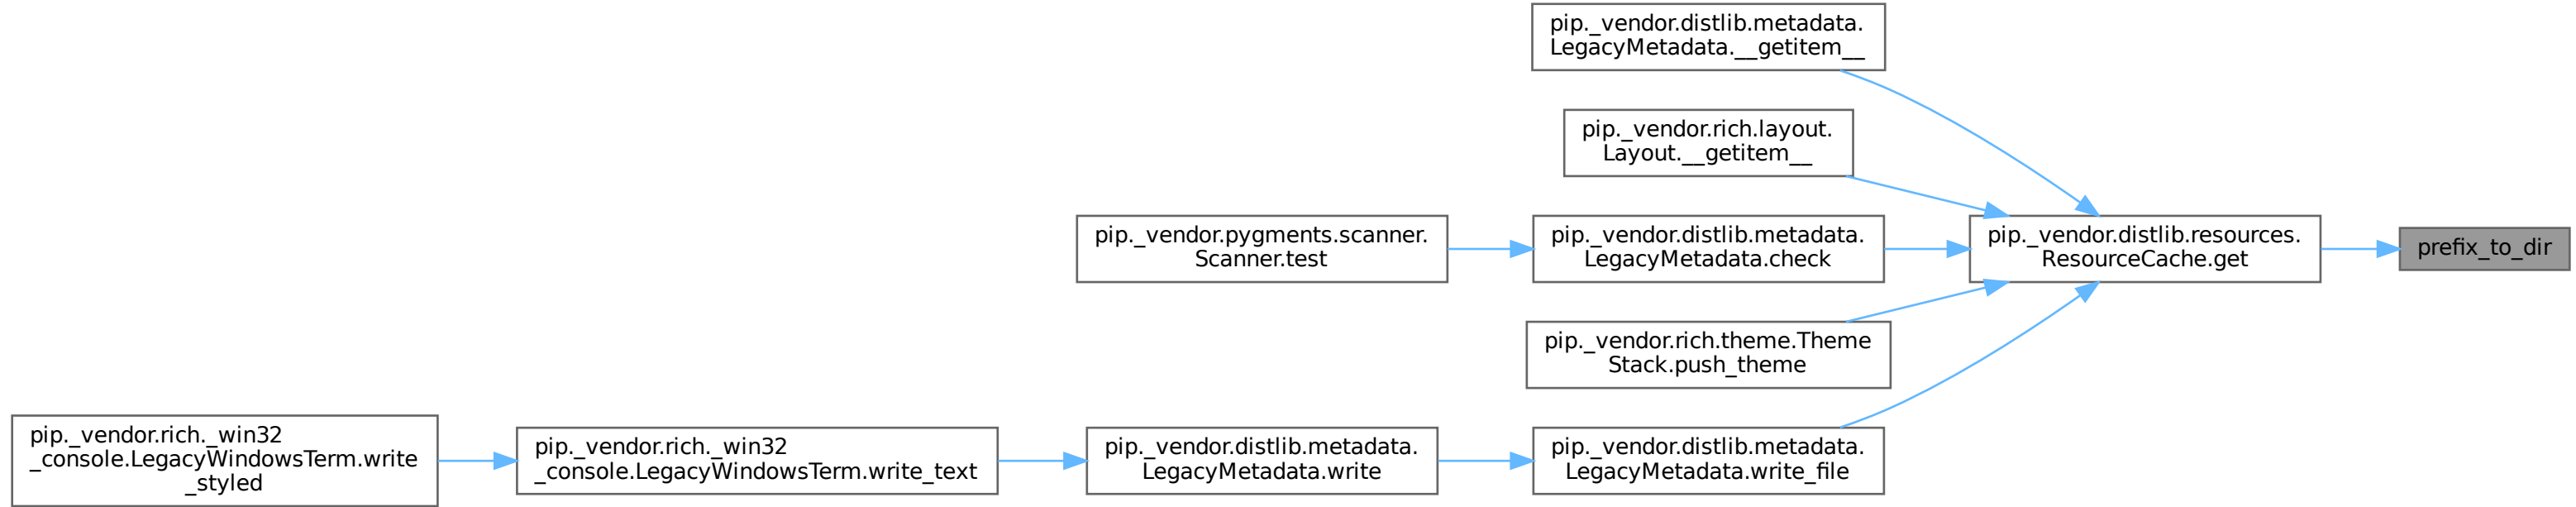 pip._vendor.distlib.metadata.
LegacyMetadata.__getitem__
pip._vendor.rich.layout.
Layout.__getitem__
pip._vendor.pygments.scanner.
Scanner.test
pip._vendor.distlib.metadata.
LegacyMetadata.check
pip._vendor.distlib.resources.
ResourceCache.get
prefix_to_dir
pip._vendor.rich.theme.Theme
Stack.push_theme
pip._vendor.rich._win32
_console.LegacyWindowsTerm.write
_styled
pip._vendor.rich._win32
_console.LegacyWindowsTerm.write_text
pip._vendor.distlib.metadata.
LegacyMetadata.write
pip._vendor.distlib.metadata.
LegacyMetadata.write_file